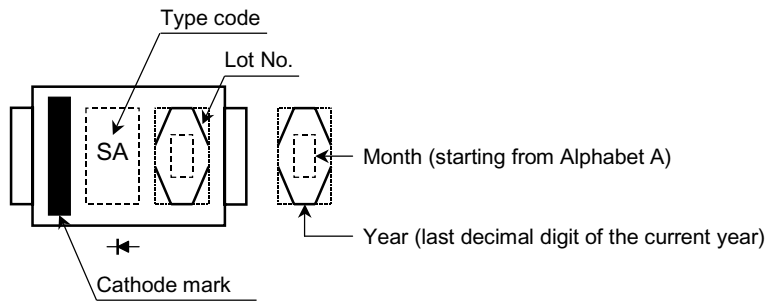 Type code
Lot No.
SA
Month (starting from Alphabet A)
Year (last decimal digit of the current year)
Cathode mark